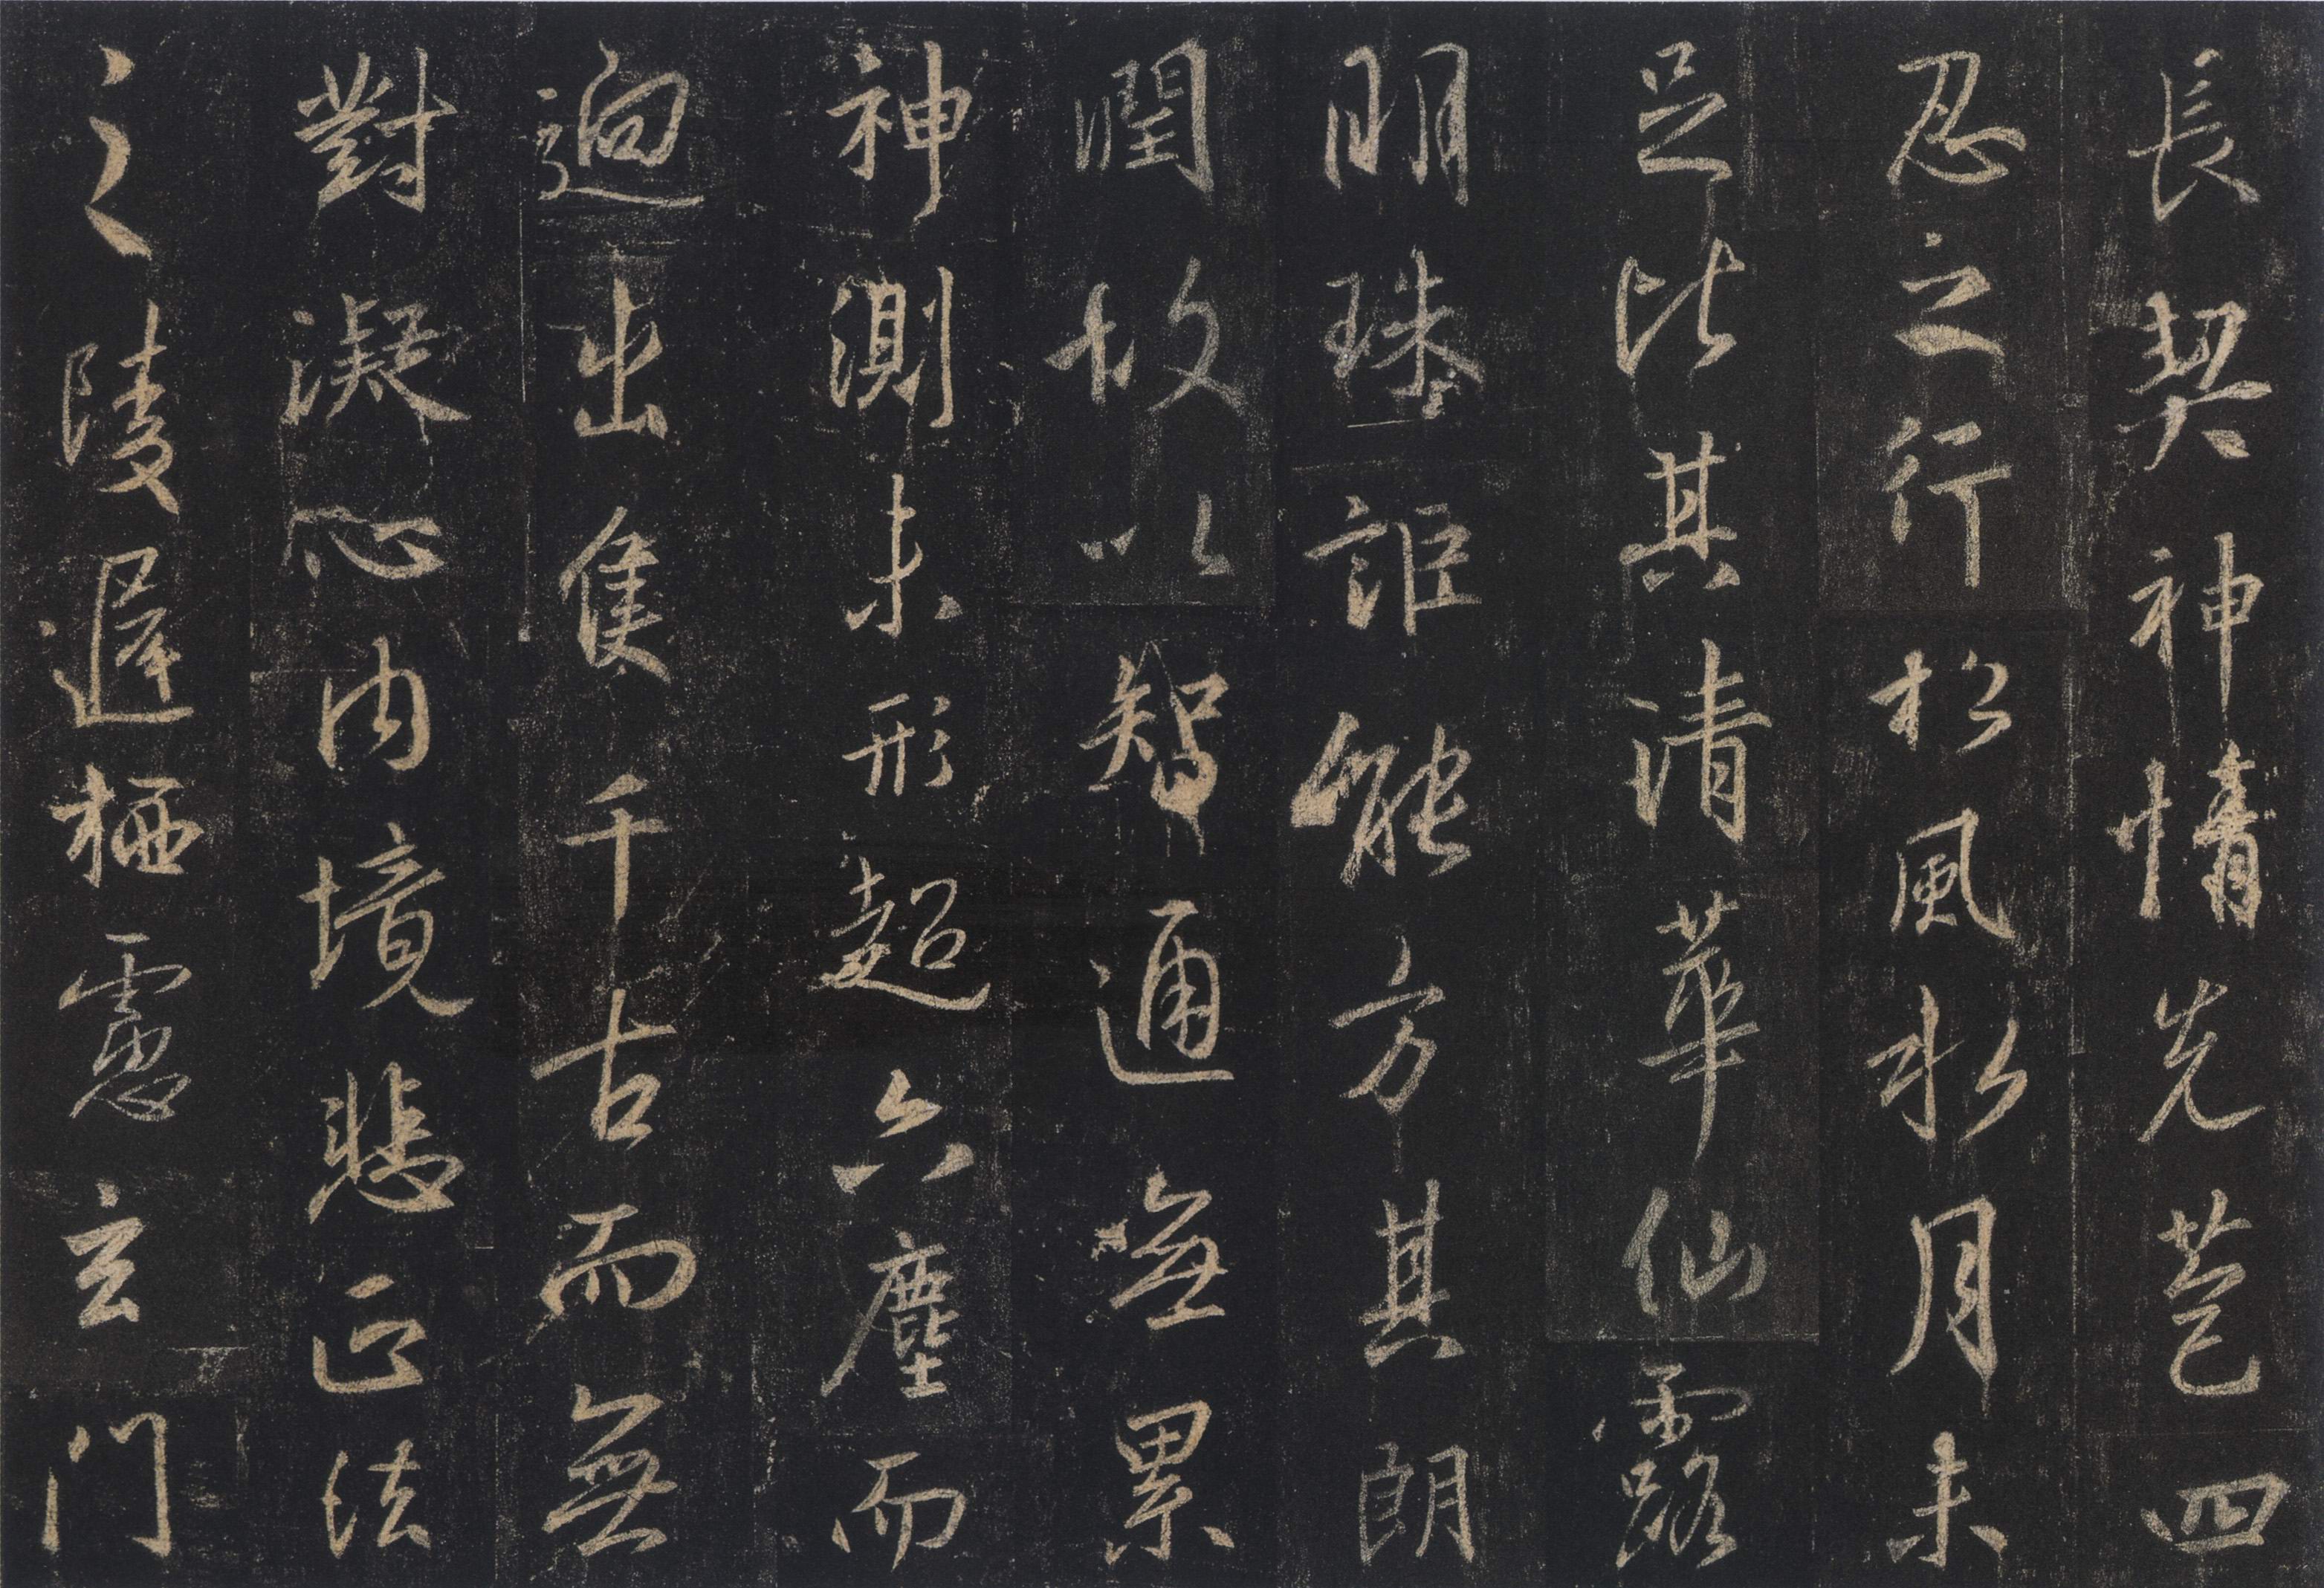 長契神情先苞四
忍之行松風水月未
足比其清華仙露
明珠詎能方其朗
潤故以智通無累
神測未形超六塵而
迥出隻千古而無
對凝心內境悲正法
之陵遲栖慮玄門